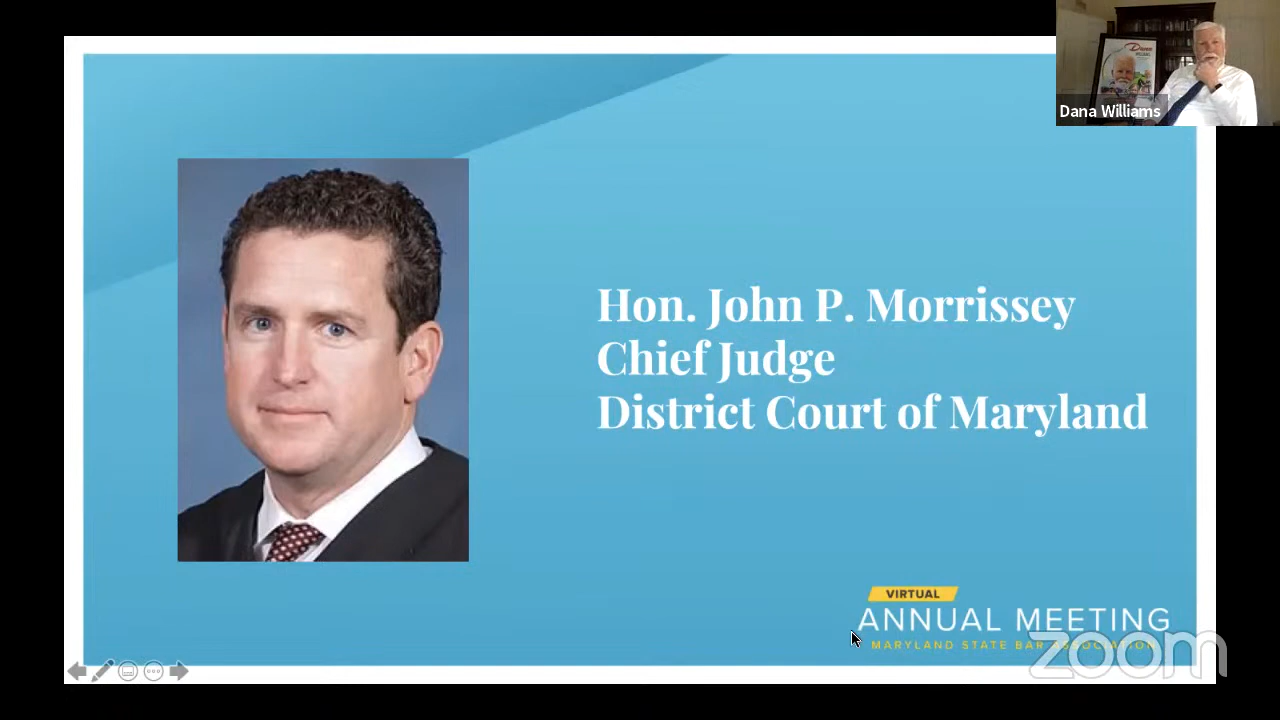 Dana Williams
Hon. John P. Morrissey
Chief Judge
District Court of Maryland
VIRTUAL
ANNUAL MEETING
MARYLAND STATE BAR ASSOCIATION
zoom